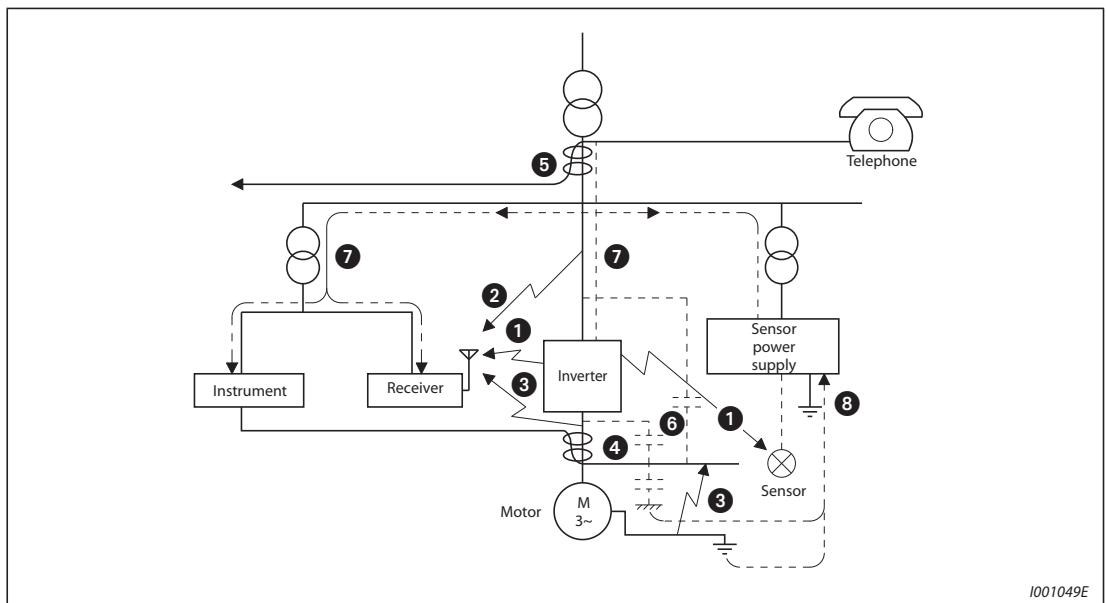 Telephone
5
7
7
2
1
Sensor
power
supply
Instrument
Receiver
3
Inverter
8
6
1
4
Sensor
3
Motor
M
3~
I001049E